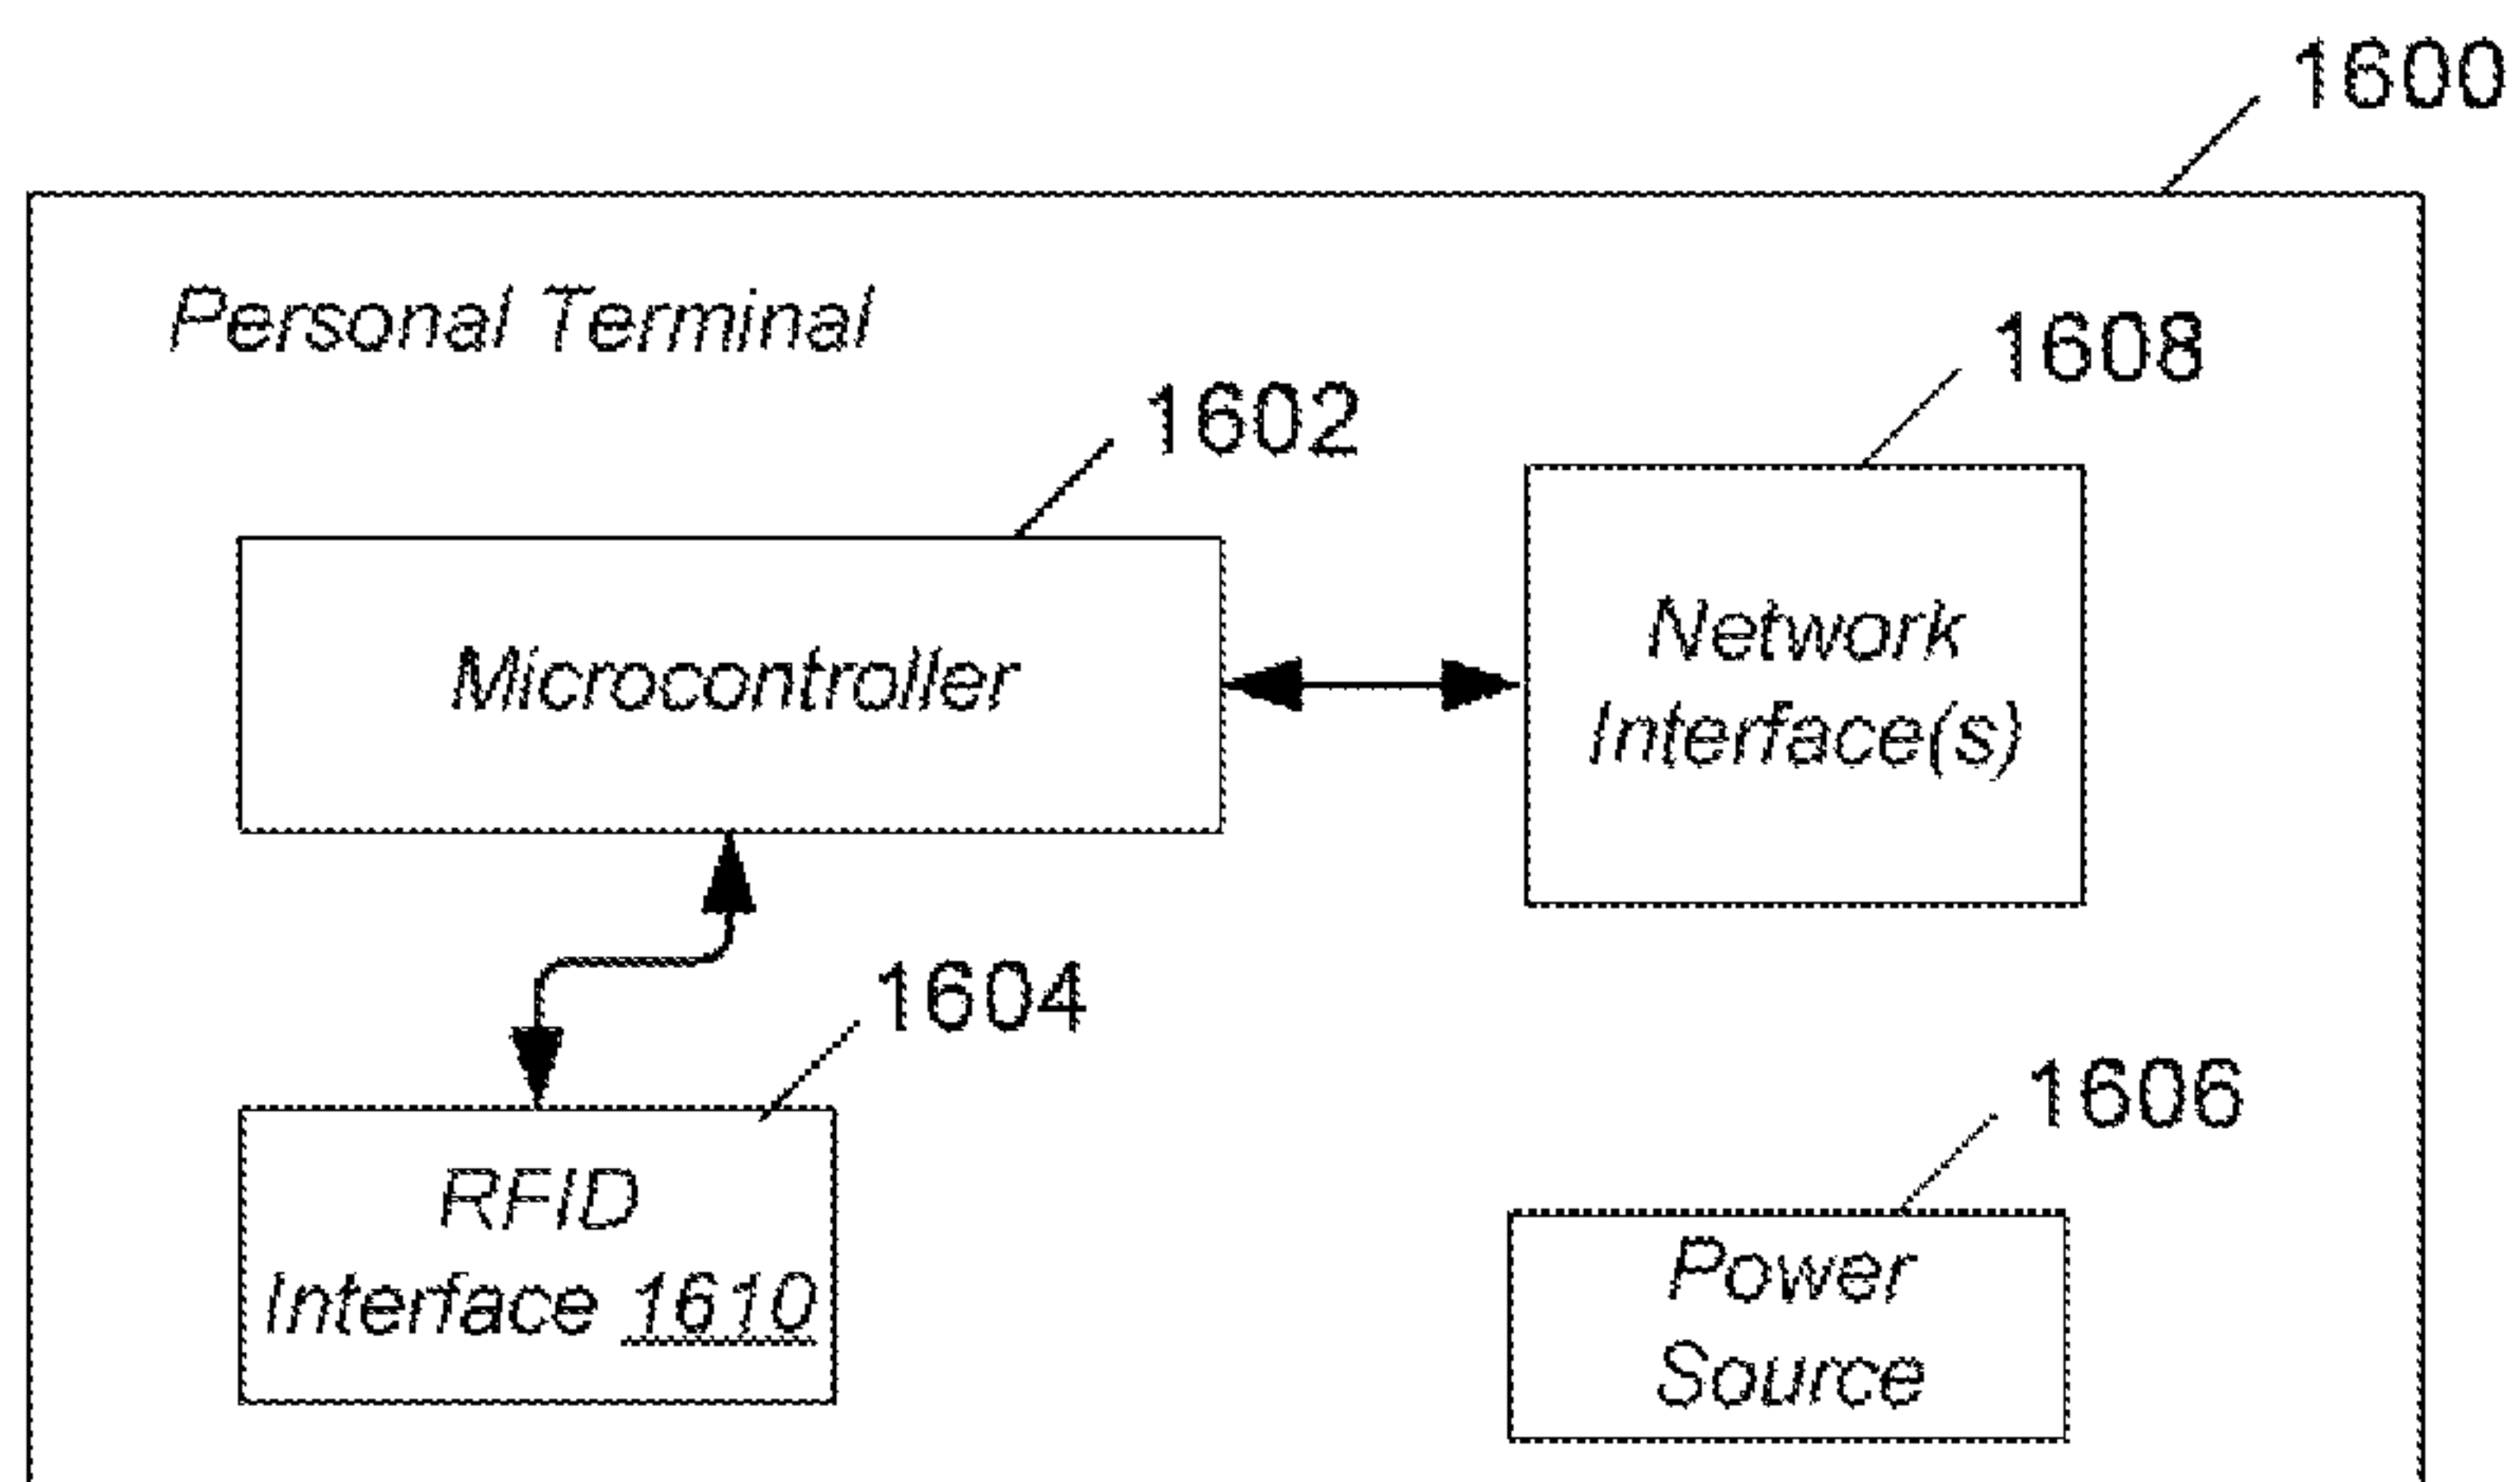 1600
Personal Terminal
1608
1602
Network
Interface(s)
Microcontroller
1604
1606
RFID
Interface 1610
Power
Source